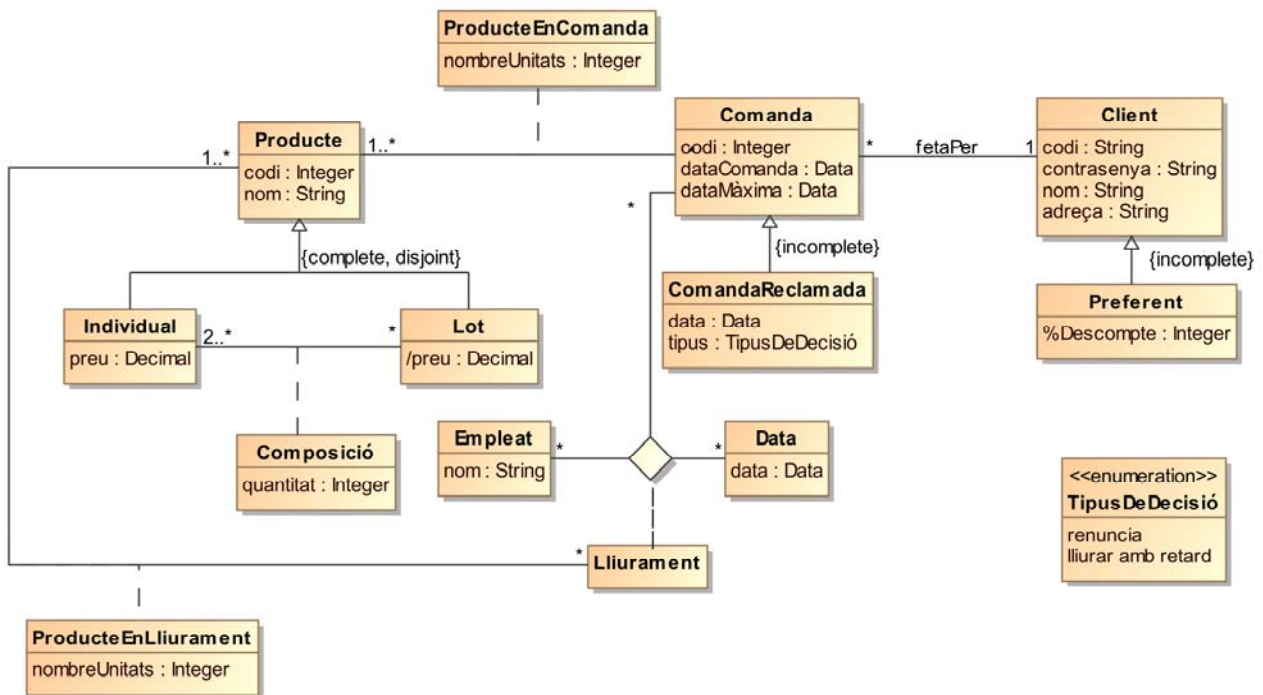 ProducteEnComanda
nombreUnitats : Integer
Producte
codi : Integer
nom : String
1..*
1..*
Comanda
codi : Integer
dataComanda : Data
dataMàxima : Data
*
fetaPer
1
*
Client
codi : String
contrasenya : String
nom : String
adreça : String
{complete, disjoint}
{incomplete}
{incomplete}
Individual
preu : Decimal
2..*
*
Lot
/preu : Decimal
ComandaReclamada
data : Data
tipus : TipusDeDecisió
Preferent
%Descompte : Integer
Composició
quantitat : Integer
Empleat
nom : String
*
*
Data
data : Data
<<enumeration>>
TipusDeDecisió
renuncia
lliurar amb retard
*
Lliurament
ProducteEnLliurament
nombreUnitats : Integer